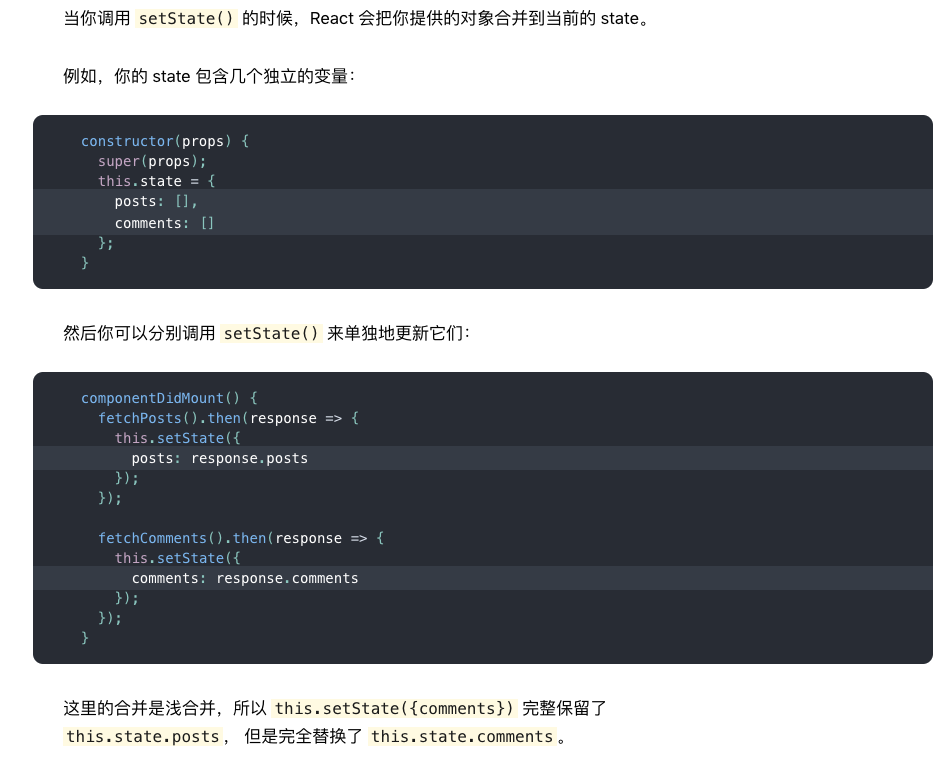 当你调用 setState() 的时候，React 会把你提供的对象合并到当前的 state。
例如，你的 state 包含几个独立的变量：
constructor(props) {
  super(props);
  this.state = {
    posts: [],
    comments: []
  };
}
然后你可以分别调用 setState() 来单独地更新它们：
componentDidMount() {
  fetchPosts().then(response => {
    this.setState({
      posts: response.posts
    });
  });
  fetchComments().then(response => {
    this.setState({
      comments: response.comments
    });
  });
}
这里的合并是浅合并，所以 this.setState({comments}) 完整保留了
this.state.posts， 但是完全替换了 this.state.comments。